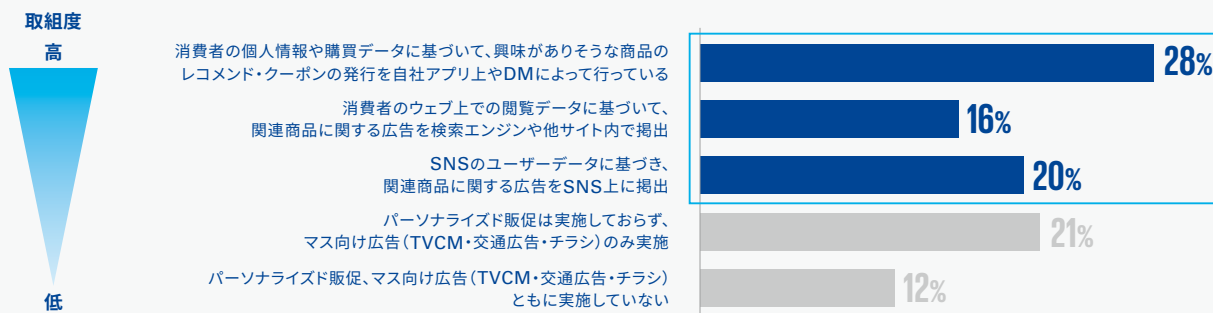 取組度
高
消費者の個人情報や購買データに基づいて、興味がありそうな商品の
レコメンド・クーポンの発行を自社アプリ上やDMによって行っている
28%
消費者のウェブ上での閲覧データに基づいて、
関連商品に関する広告を検索エンジンや他サイト内で掲出
16%
SNSのユーザーデータに基づき、
関連商品に関する広告をSNS上に掲出
20%
パーソナライズド販促は実施しておらず、
マス向け広告（TVCM・交通広告・チラシ）のみ実施
21%
パーソナライズド販促、マス向け広告（TVCM・交通広告・チラシ）
ともに実施していない
12%
低